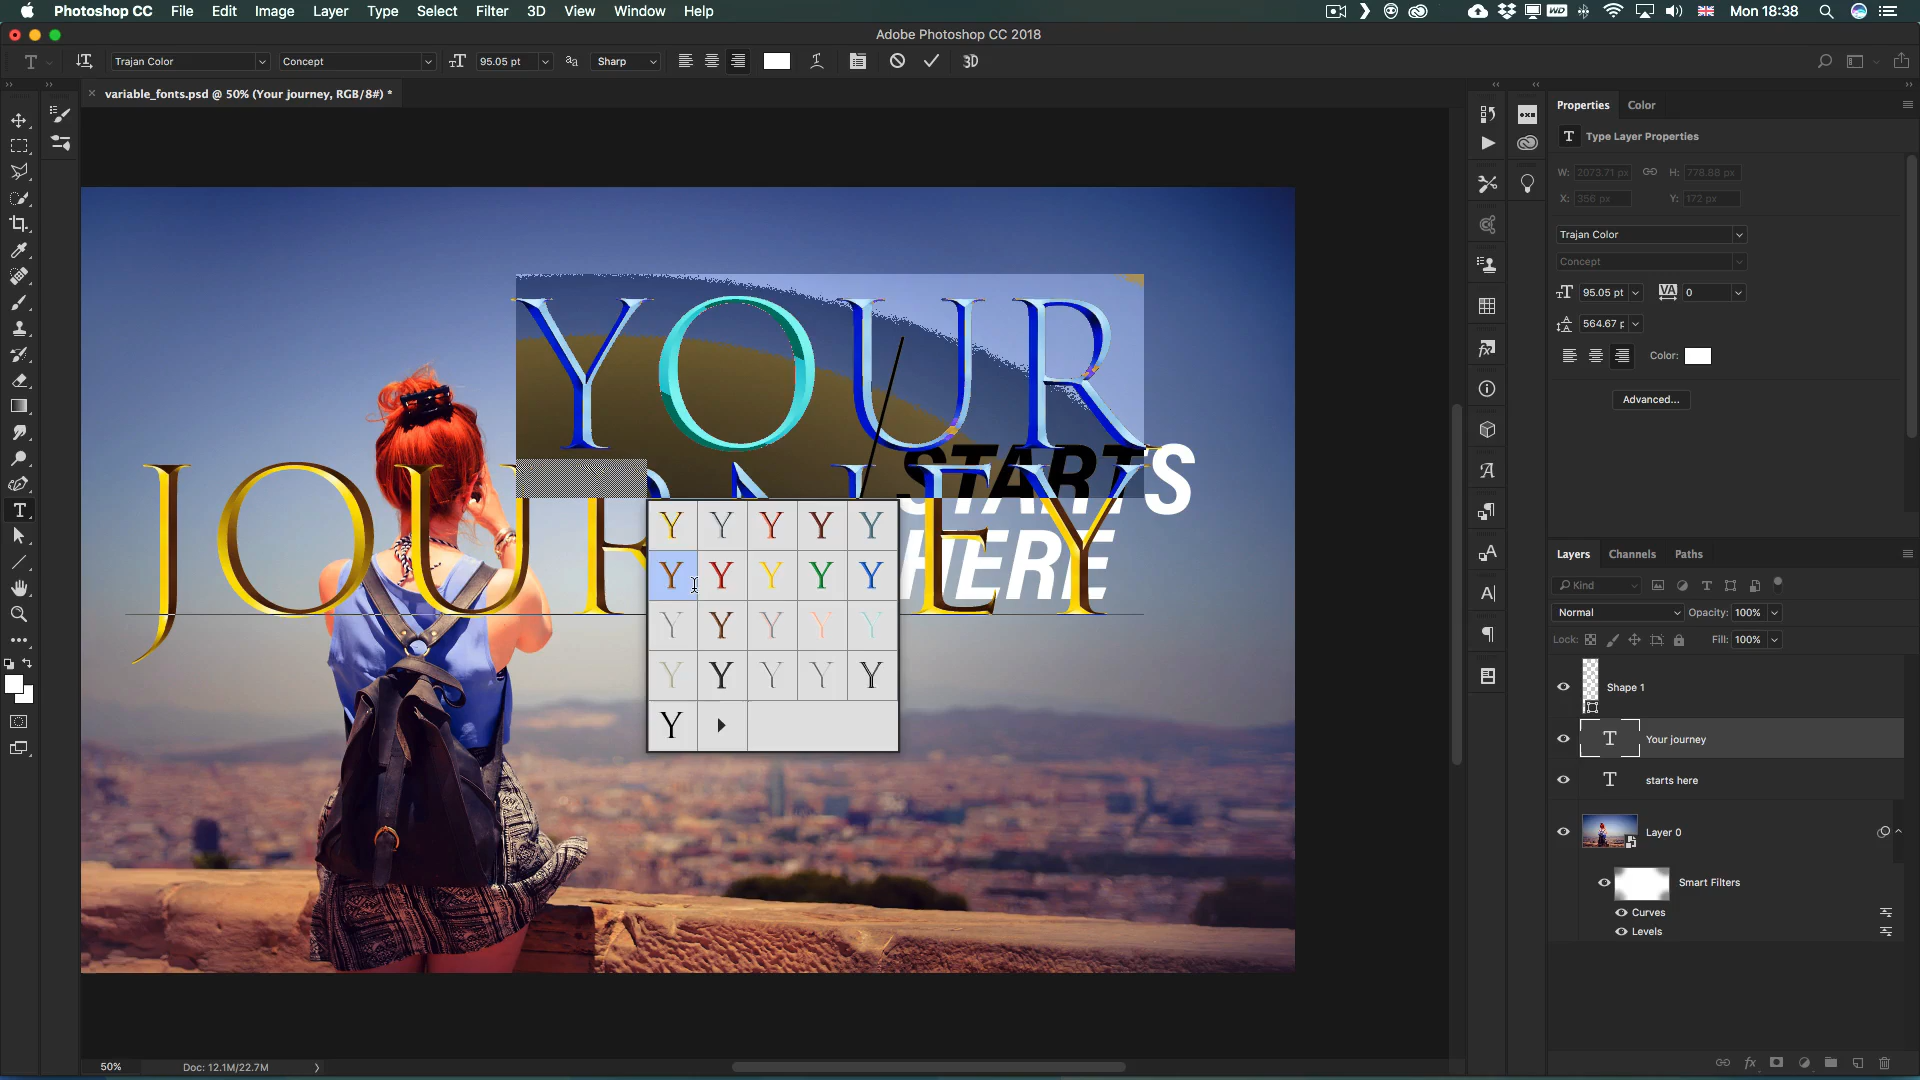 Photoshop CC File Edit Image Layer Type Select Filter 3D View Window Help WD Mon 18:38
Adobe Photoshop CC 2018
Trajan Color Concept 95.05 pt Sharp 3D
variable_fonts.psd @ 50% (Your journey, RGB/8#) *
Properties Color
T Type Layer Properties
W: 2073.71 px H: 778.88 px
X: 356 px Y: 172 px
Trajan Color
Concept
95.05 pt VA 0
564.67 p
Color:
Advanced...
YOUR
JOURNEY
STARTS
HERE
Y Y Y Y Y
Y Y Y Y Y
Y Y Y Y Y
Y Y Y Y Y
Y
Layers Channels Paths
Kind
Normal Opacity: 100%
Lock: Fill: 100%
Shape 1
T Your journey
T starts here
Layer 0
Smart Filters
Curves
Levels
50% Doc: 12.1M/22.7M